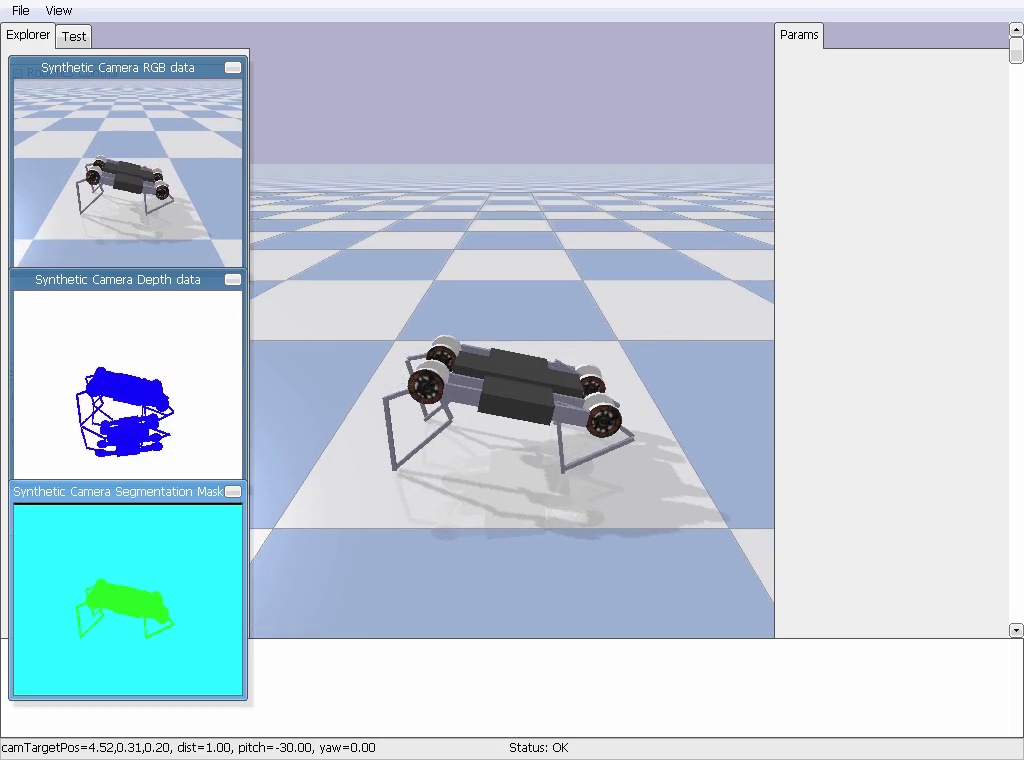 File View
Explorer Test
Params
Synthetic Camera RGB data
Synthetic Camera Depth data
Synthetic Camera Segmentation Mask
camTargetPos=4.52,0.31,0.20, dist=1.00, pitch=-30.00, yaw=0.00
Status: OK